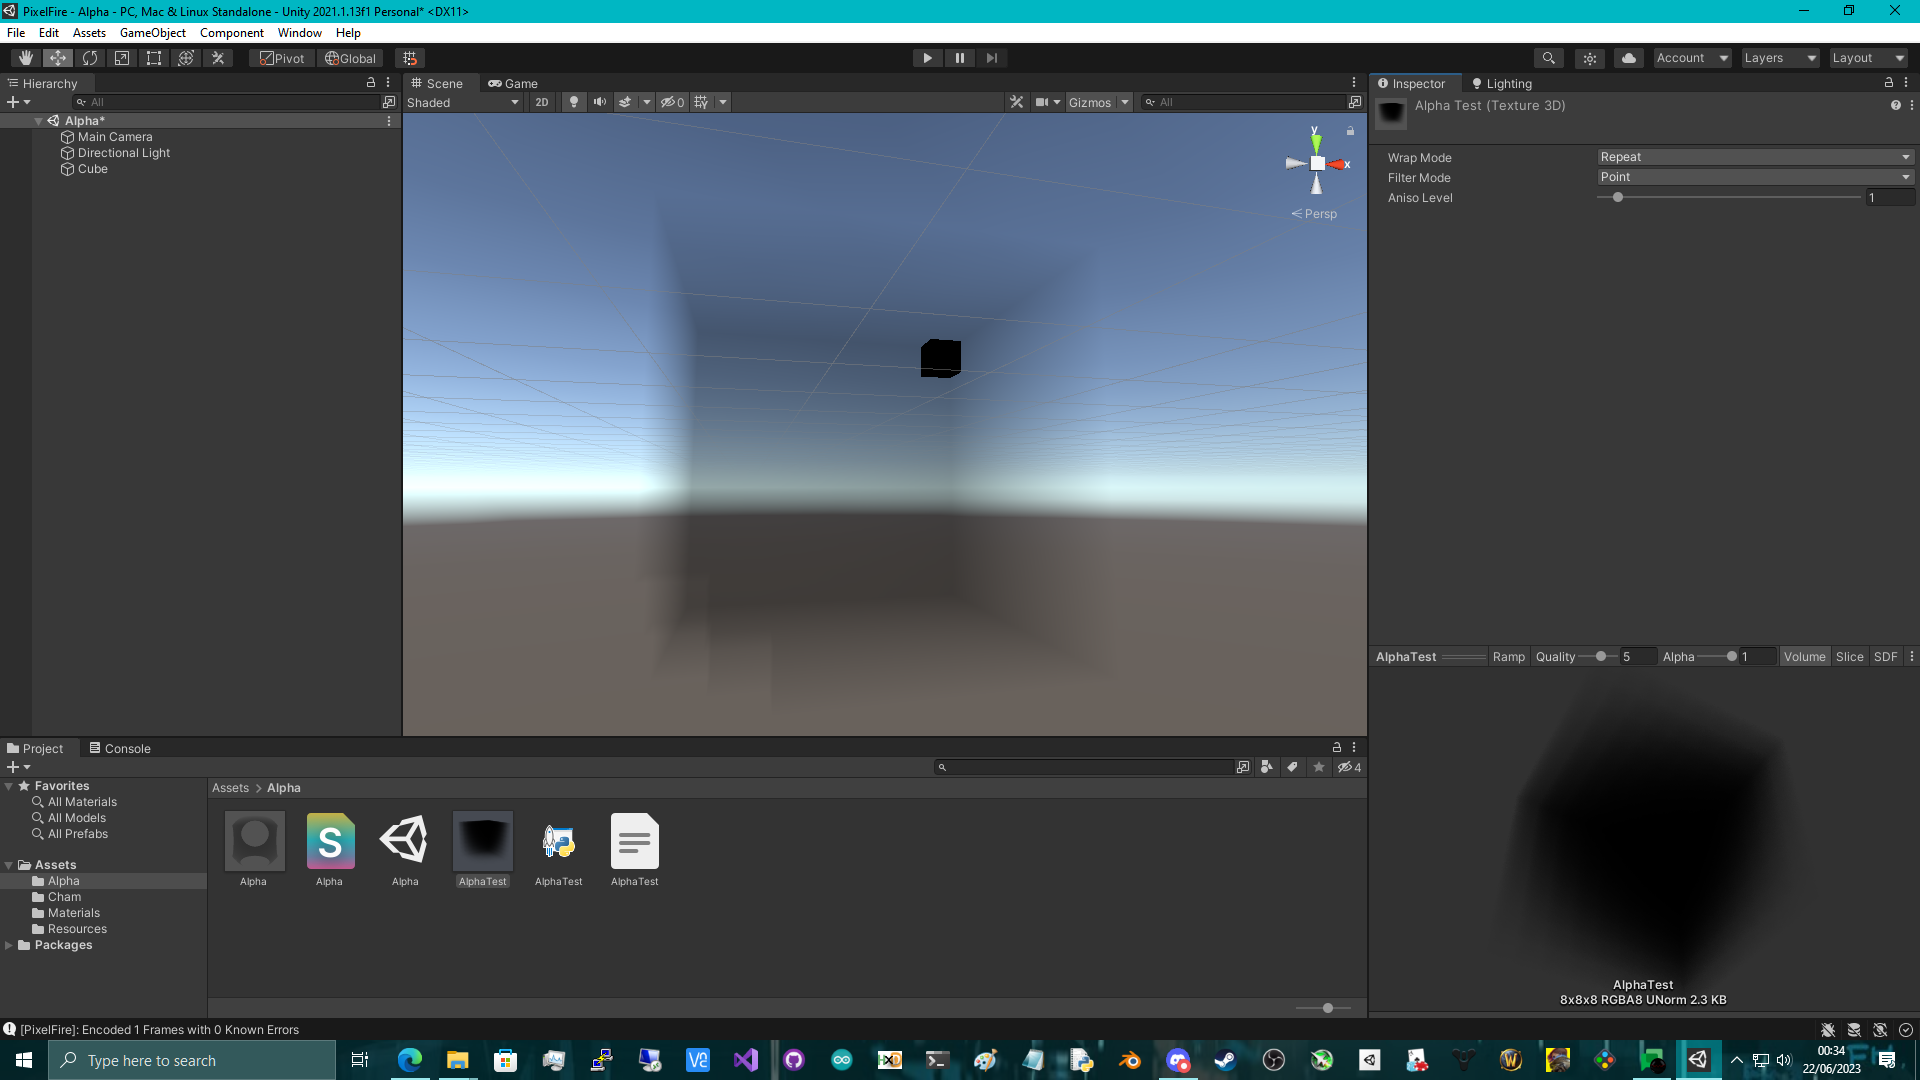 PixelFire - Alpha - PC, Mac & Linux Standalone - Unity 2021.1.13f1 Personal* <DX11>
File Edit Assets GameObject Component Window Help
Pivot Global Account Layers Layout
Hierarchy
All
Alpha*
Main Camera
Directional Light
Cube
Scene Game
Shaded 2D 0 Gizmos All
y
x
Persp
Inspector Lighting
Alpha Test (Texture 3D)
Wrap Mode Repeat
Filter Mode Point
Aniso Level 1
AlphaTest Ramp Quality 5 Alpha 1 Volume Slice SDF
AlphaTest
8x8x8 RGBA8 UNorm 2.3 KB
Project Console
4
Favorites
All Materials
All Models
All Prefabs
Assets
Alpha
Cham
Materials
Resources
Packages
Assets > Alpha
S
Alpha Alpha Alpha AlphaTest AlphaTest AlphaTest
[PixelFire]: Encoded 1 Frames with 0 Known Errors
Type here to search
00:34
22/06/2023